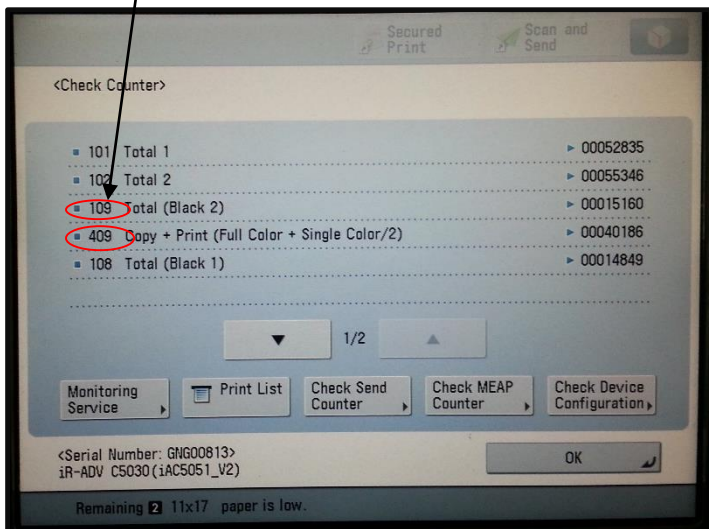 Secured Print
Scan and Send
<Check Counter>
101 Total 1 00052835
102 Total 2 00055346
109 Total (Black 2) 00015160
409 Copy + Print (Full Color + Single Color/2) 00040186
108 Total (Black 1) 00014849
1/2
Monitoring Service
Print List
Check Send Counter
Check MEAP Counter
Check Device Configuration
<Serial Number: GNG00813>
iR-ADV C5030(iAC5051_V2)
OK
Remaining 2 11x17 paper is low.